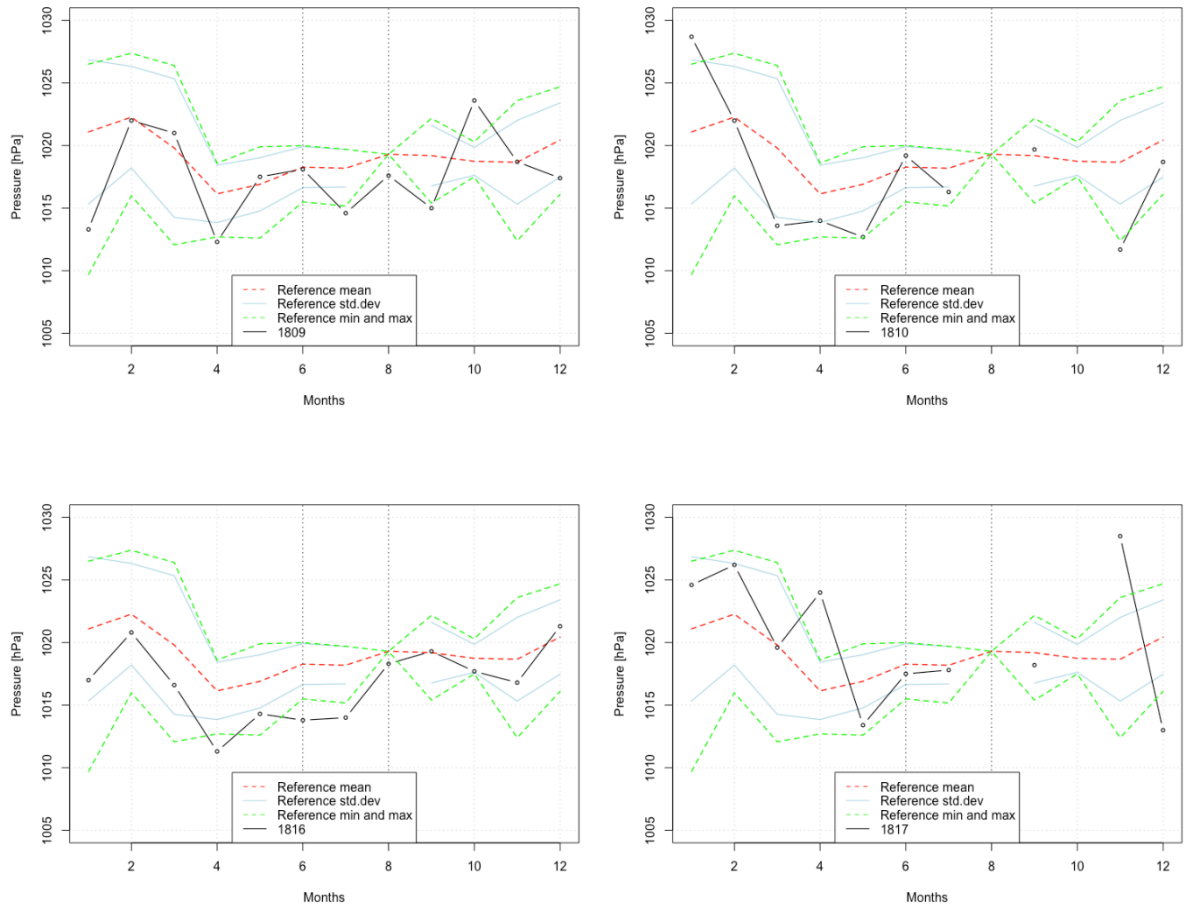 Pressure [hPa]
1030
1025
1020
1015
1010
1005
Reference mean
Reference std.dev
Reference min and max
1809
2 4 6 8 10 12
Months
Pressure [hPa]
1030
1025
1020
1015
1010
1005
Reference mean
Reference std.dev
Reference min and max
1810
2 4 6 8 10 12
Months
Pressure [hPa]
1030
1025
1020
1015
1010
1005
Reference mean
Reference std.dev
Reference min and max
1816
2 4 6 8 10 12
Months
Pressure [hPa]
1030
1025
1020
1015
1010
1005
Reference mean
Reference std.dev
Reference min and max
1817
2 4 6 8 10 12
Months